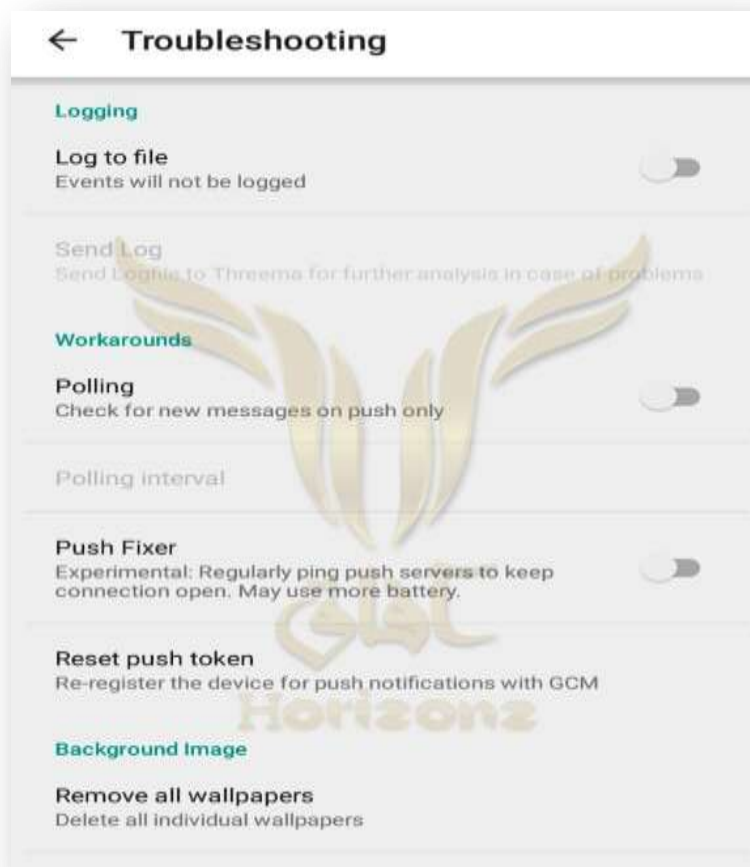 Troubleshooting
Logging
Log to file
Events will not be logged
Send Log
Send Logfile to Threema for further analysis in case of problems
Workarounds
Polling
Check for new messages on push only
Polling interval
Push Fixer
Experimental: Regularly ping push servers to keep
connection open. May use more battery.
آفاق
Reset push token
Re-register the device for push notifications with GCM
Horizons
Background Image
Remove all wallpapers
Delete all individual wallpapers